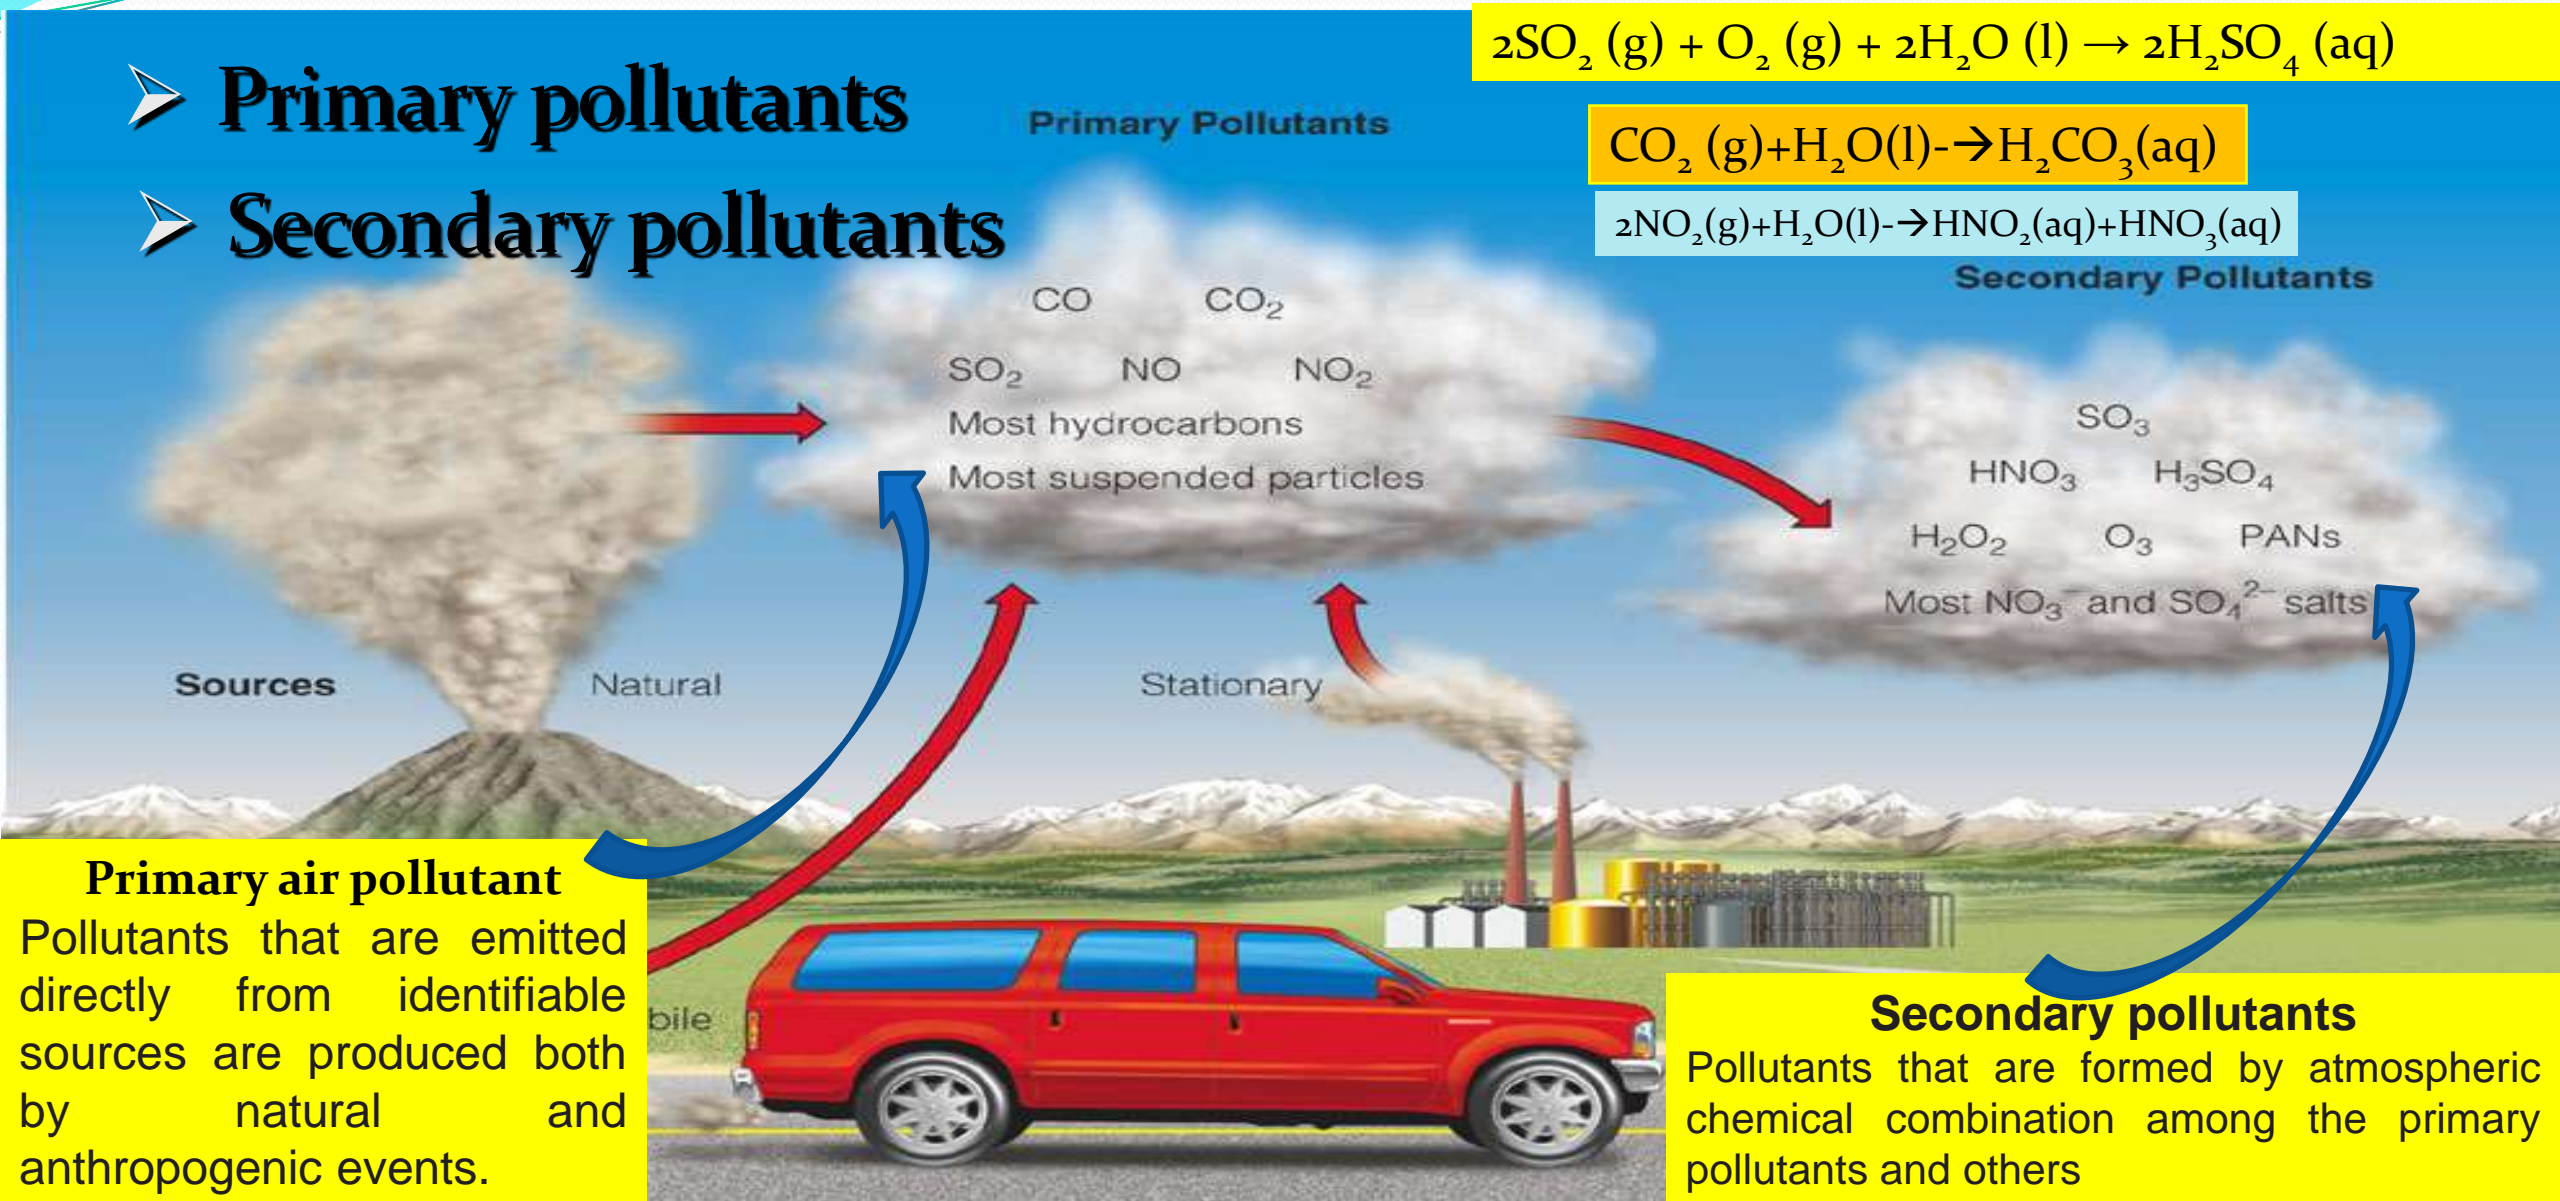 ➢ Primary pollutants
➢ Secondary pollutants
2SO₂ (g) + O₂ (g) + 2H₂O (l) → 2H₂SO₄ (aq)
CO₂ (g)+H₂O(l)-→H₂CO₃(aq)
2NO₂(g)+H₂O(l)-→HNO₂(aq)+HNO₃(aq)
Primary Pollutants
CO CO₂
SO₂ NO NO₂
Most hydrocarbons
Most suspended particles
Secondary Pollutants
SO₃
HNO₃ H₃SO₄
H₂O₂ O₃ PANs
Most NO₃⁻ and SO₄²⁻ salts
Sources
Natural
Stationary
bile
Primary air pollutant
Pollutants that are emitted
directly from identifiable
sources are produced both
by natural and
anthropogenic events.
Secondary pollutants
Pollutants that are formed by atmospheric
chemical combination among the primary
pollutants and others